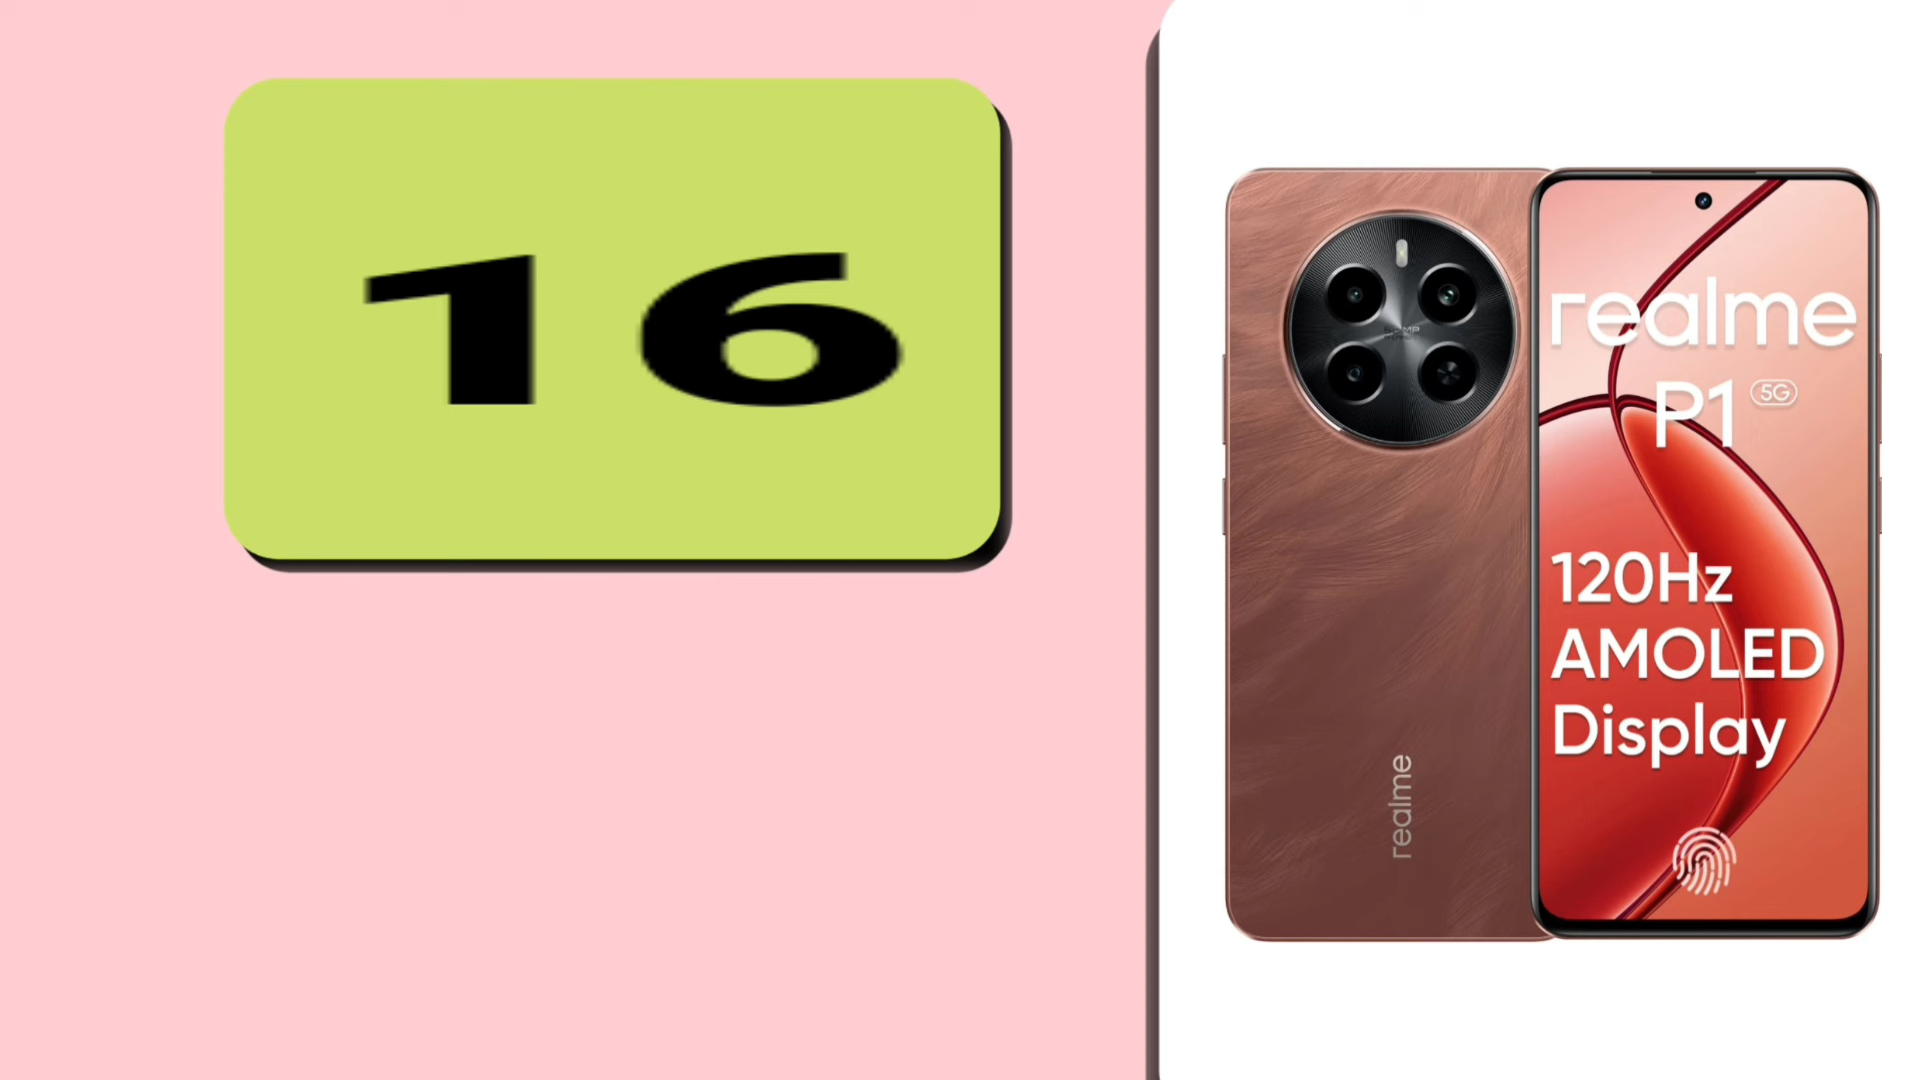 16
realme
P1 5G
120Hz
AMOLED
Display
realme